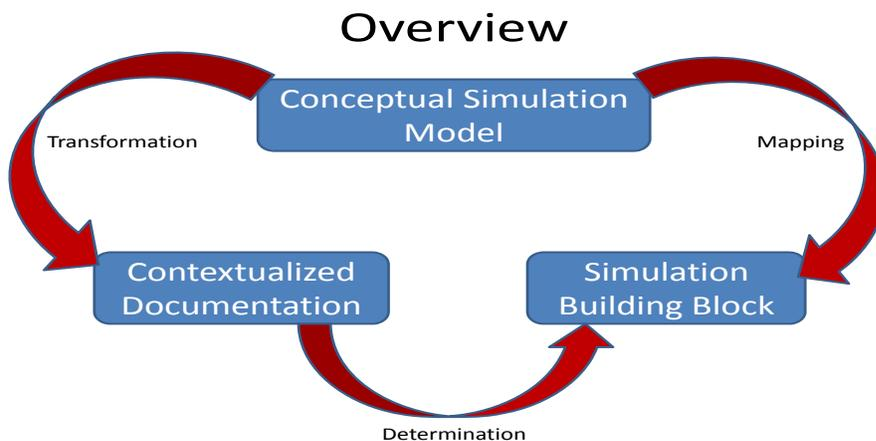 Overview
Conceptual Simulation
Model
Transformation
Mapping
Contextualized
Documentation
Simulation
Building Block
Determination